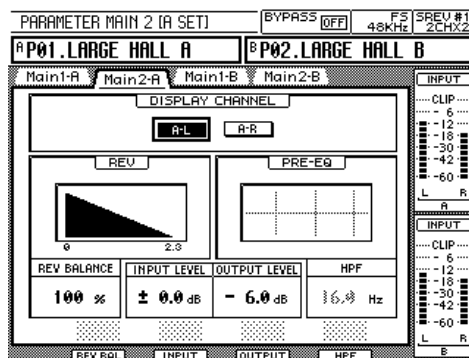 PARAMETER MAIN 2 [A SET]
BYPASS OFF
FS 48KHz
SREV #1 2CHX2
A P01.LARGE HALL A
B P02.LARGE HALL B
Main1-A Main2-A Main1-B Main2-B
DISPLAY CHANNEL
A-L A-R
REV
PRE-EQ
0 2.3
REV BALANCE INPUT LEVEL OUTPUT LEVEL HPF
100 % ± 0.0 dB - 6.0 dB 16.0 Hz
REV BAL INPUT OUTPUT HPF
INPUT
CLIP
- 6
-12
-18
-30
-42
-60
L R
A
INPUT
CLIP
- 6
-12
-18
-30
-42
-60
L R
B